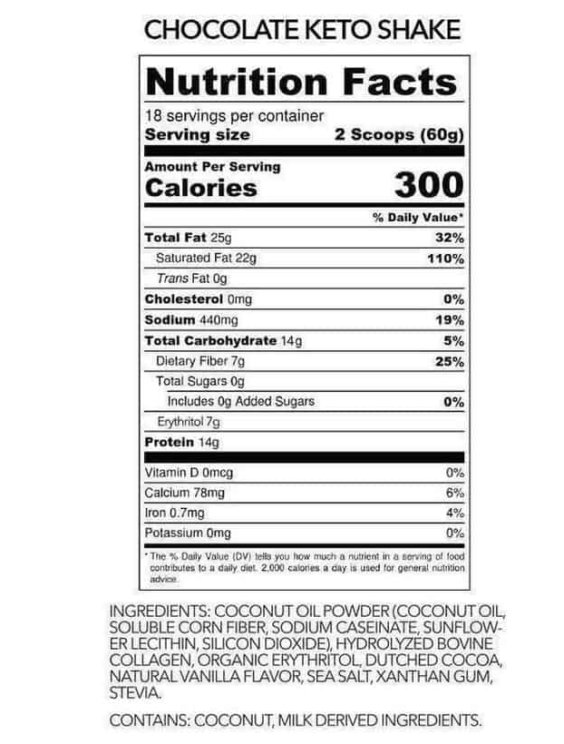 CHOCOLATE KETO SHAKE
Nutrition Facts
18 servings per container
Serving size 2 Scoops (60g)
Amount Per Serving
Calories 300
% Daily Value*
Total Fat 25g 32%
Saturated Fat 22g 110%
Trans Fat 0g
Cholesterol 0mg 0%
Sodium 440mg 19%
Total Carbohydrate 14g 5%
Dietary Fiber 7g 25%
Total Sugars 0g
Includes 0g Added Sugars 0%
Erythritol 7g
Protein 14g
Vitamin D 0mcg 0%
Calcium 78mg 6%
Iron 0.7mg 4%
Potassium 0mg 0%
* The % Daily Value (DV) tells you how much a nutrient in a serving of food
contributes to a daily diet. 2,000 calories a day is used for general nutrition
advice.
INGREDIENTS: COCONUT OIL POWDER (COCONUT OIL,
SOLUBLE CORN FIBER, SODIUM CASEINATE, SUNFLOW-
ER LECITHIN, SILICON DIOXIDE), HYDROLYZED BOVINE
COLLAGEN, ORGANIC ERYTHRITOL, DUTCHED COCOA,
NATURAL VANILLA FLAVOR, SEA SALT, XANTHAN GUM,
STEVIA.
CONTAINS: COCONUT, MILK DERIVED INGREDIENTS.